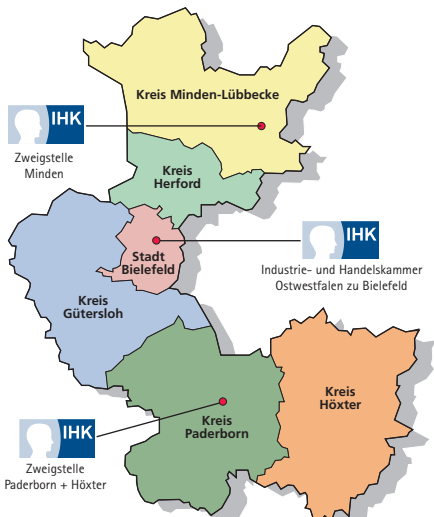 Kreis Minden-Lübbecke
IHK
Zweigstelle
Minden
Kreis
Herford
IHK
Industrie- und Handelskammer
Ostwestfalen zu Bielefeld
Stadt
Bielefeld
Kreis
Gütersloh
Kreis
Höxter
Kreis
Paderborn
IHK
Zweigstelle
Paderborn + Höxter